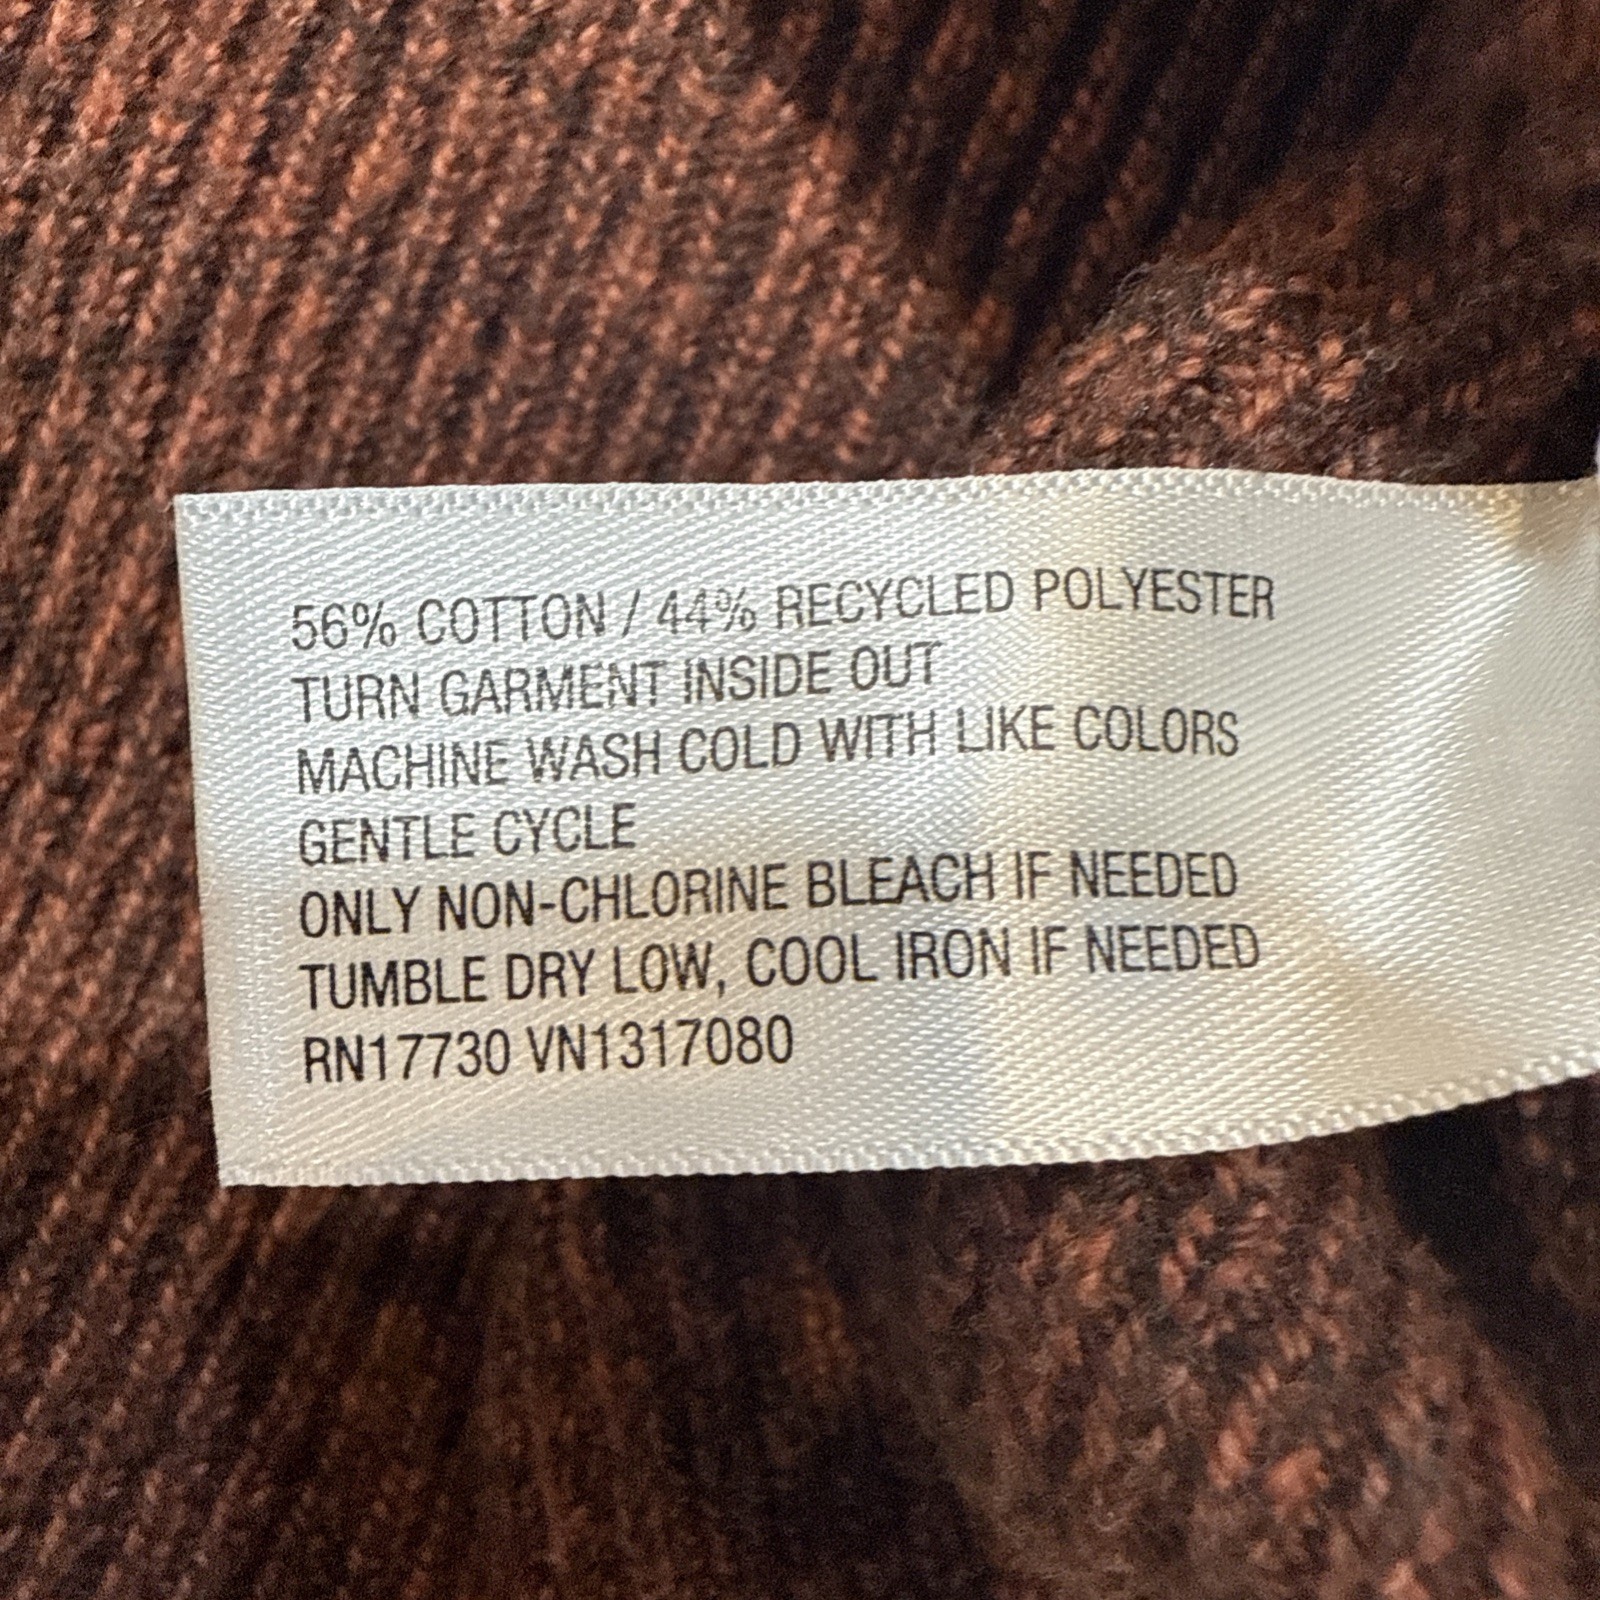 56% COTTON / 44% RECYCLED POLYESTER
TURN GARMENT INSIDE OUT
MACHINE WASH COLD WITH LIKE COLORS
GENTLE CYCLE
ONLY NON-CHLORINE BLEACH IF NEEDED
TUMBLE DRY LOW, COOL IRON IF NEEDED
RN17730 VN1317080